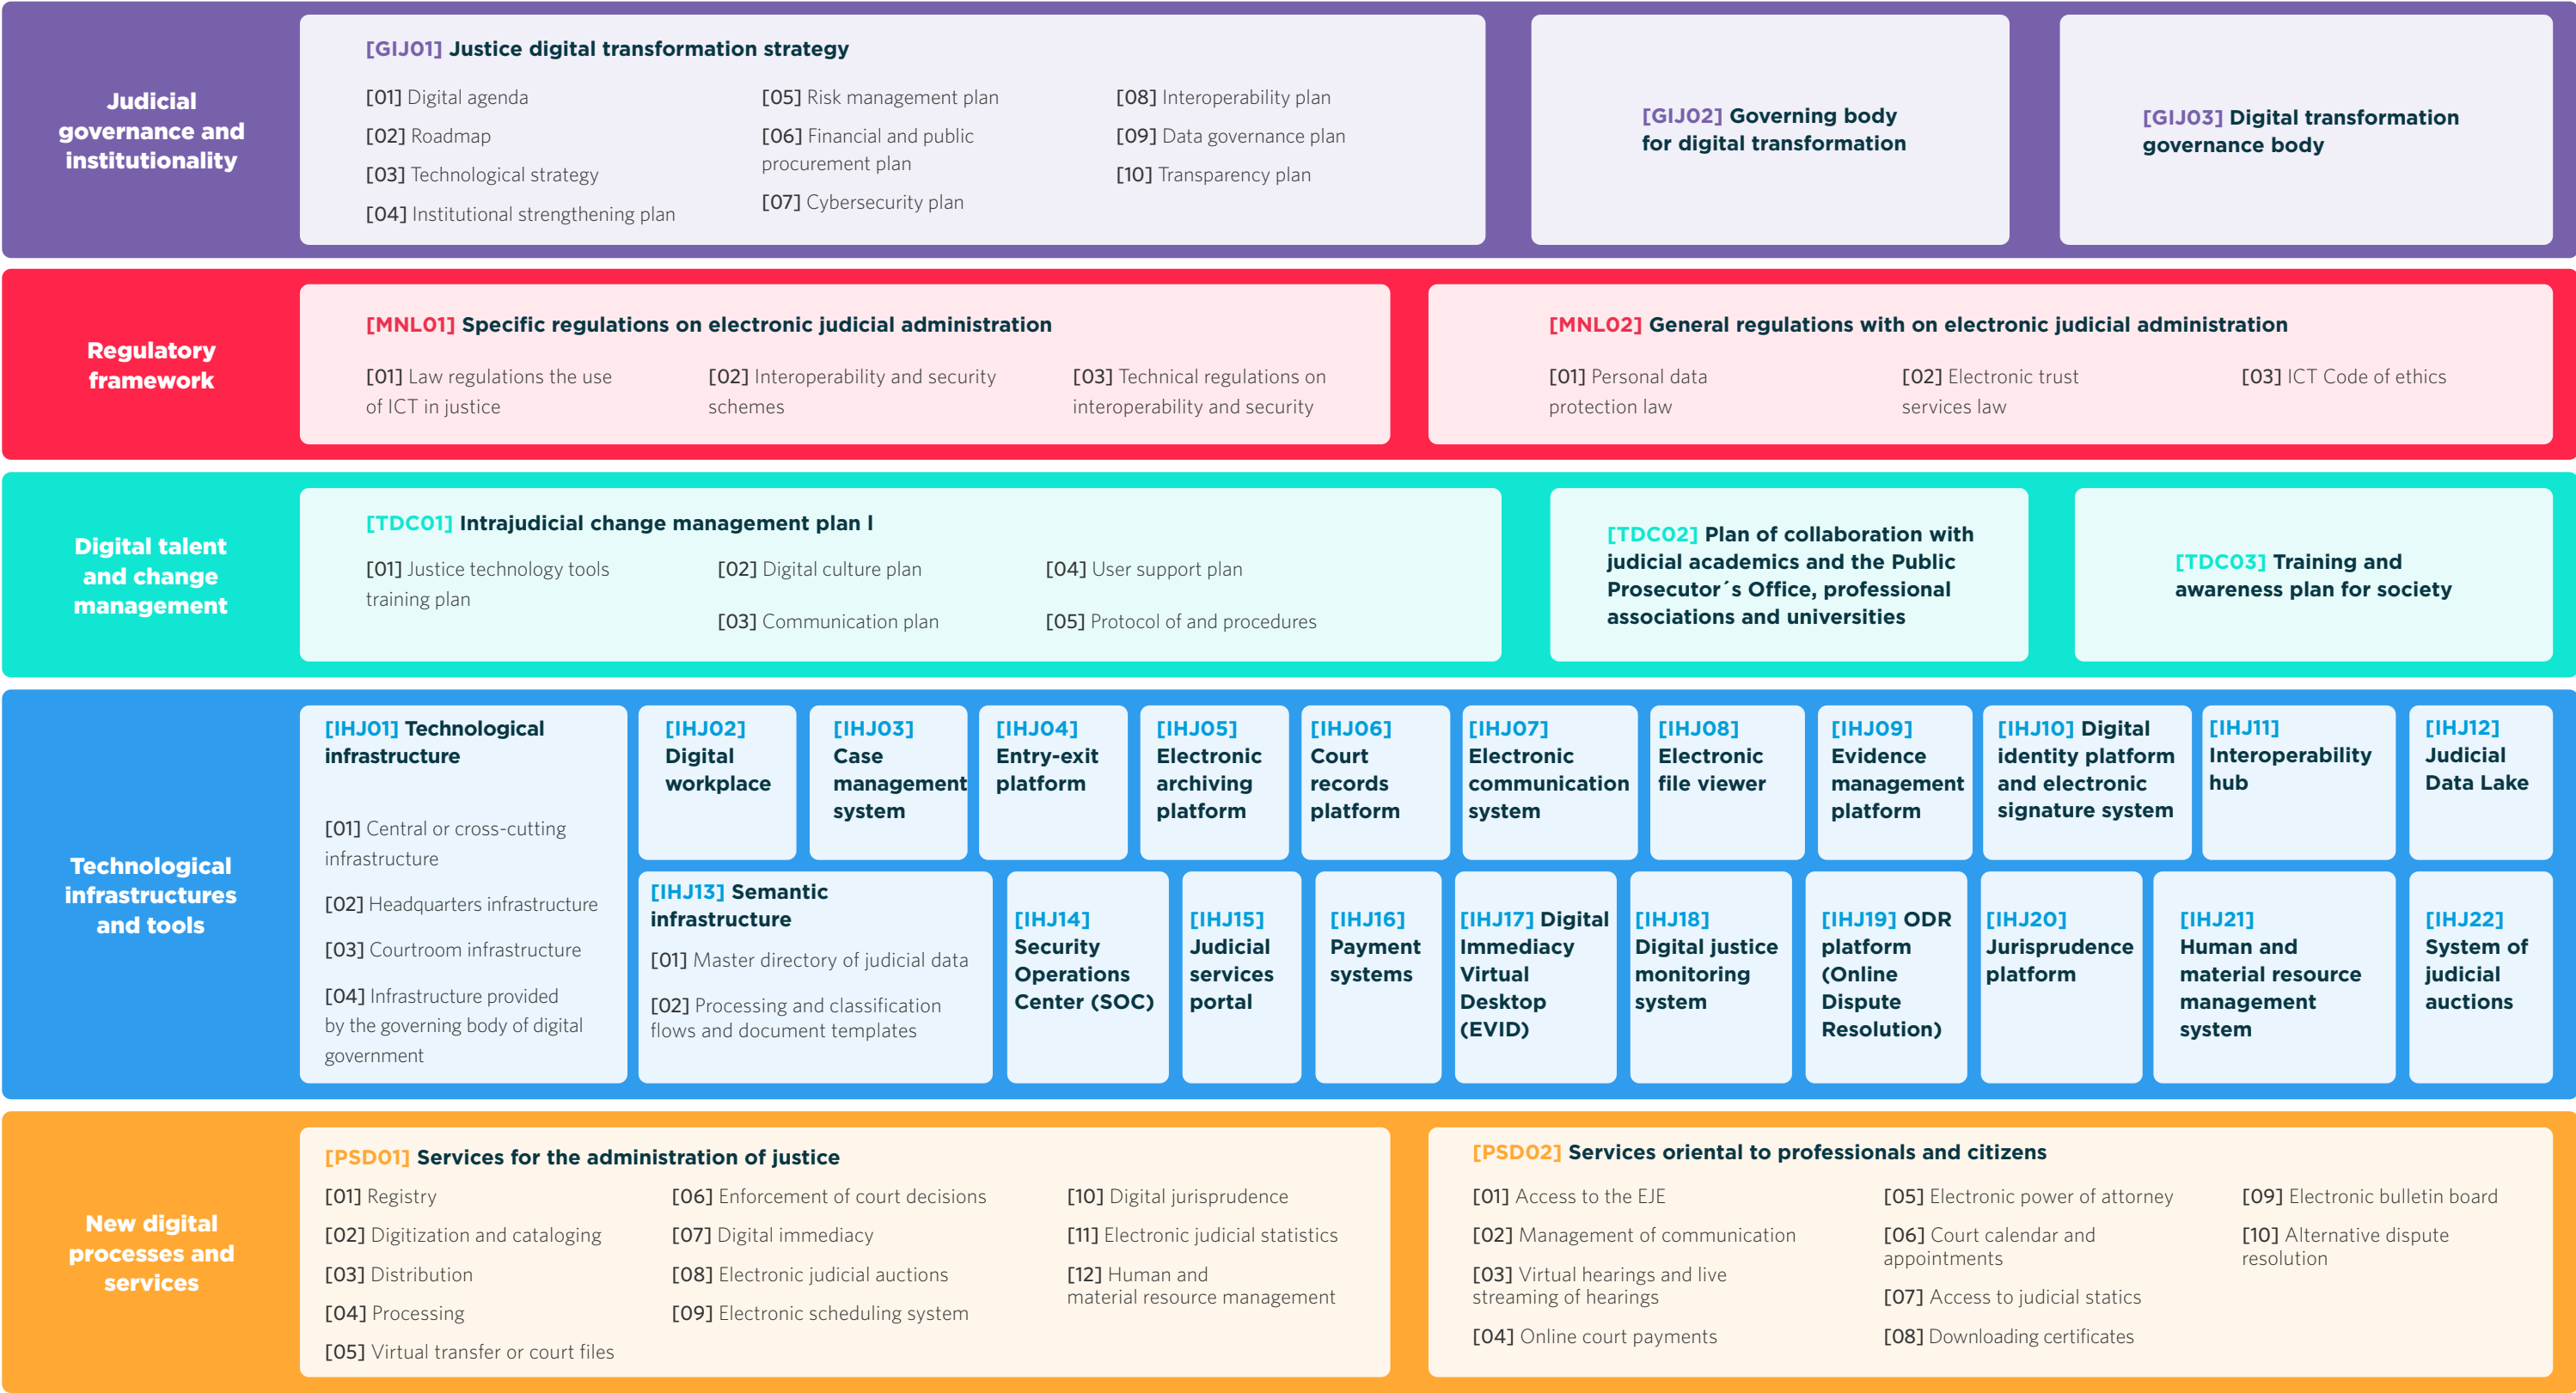 Judicial
governance and
institutionality
[GIJ01] Justice digital transformation strategy
[01] Digital agenda
[02] Roadmap
[03] Technological strategy
[04] Institutional strengthening plan
[05] Risk management plan
[06] Financial and public
procurement plan
[07] Cybersecurity plan
[08] Interoperability plan
[09] Data governance plan
[10] Transparency plan
[GIJ02] Governing body
for digital transformation
[GIJ03] Digital transformation
governance body
Regulatory
framework
[MNL01] Specific regulations on electronic judicial administration
[01] Law regulations the use
of ICT in justice
[02] Interoperability and security
schemes
[03] Technical regulations on
interoperability and security
[MNL02] General regulations with on electronic judicial administration
[01] Personal data
protection law
[02] Electronic trust
services law
[03] ICT Code of ethics
Digital talent
and change
management
[TDC01] Intrajudicial change management plan l
[01] Justice technology tools
training plan
[02] Digital culture plan
[03] Communication plan
[04] User support plan
[05] Protocol of and procedures
[TDC02] Plan of collaboration with
judicial academics and the Public
Prosecutor´s Office, professional
associations and universities
[TDC03] Training and
awareness plan for society
Technological
infrastructures
and tools
[IHJ01] Technological
infrastructure
[01] Central or cross-cutting
infrastructure
[02] Headquarters infrastructure
[03] Courtroom infrastructure
[04] Infrastructure provided
by the governing body of digital
government
[IHJ02]
Digital
workplace
[IHJ03]
Case
management
system
[IHJ04]
Entry-exit
platform
[IHJ05]
Electronic
archiving
platform
[IHJ06]
Court
records
platform
[IHJ07]
Electronic
communication
system
[IHJ08]
Electronic
file viewer
[IHJ09]
Evidence
management
platform
[IHJ10] Digital
identity platform
and electronic
signature system
[IHJ11]
Interoperability
hub
[IHJ12]
Judicial
Data Lake
[IHJ13] Semantic
infrastructure
[01] Master directory of judicial data
[02] Processing and classification
flows and document templates
[IHJ14]
Security
Operations
Center (SOC)
[IHJ15]
Judicial
services
portal
[IHJ16]
Payment
systems
[IHJ17] Digital
Immediacy
Virtual
Desktop
(EVID)
[IHJ18]
Digital justice
monitoring
system
[IHJ19] ODR
platform
(Online
Dispute
Resolution)
[IHJ20]
Jurisprudence
platform
[IHJ21]
Human and
material resource
management
system
[IHJ22]
System of
judicial
auctions
New digital
processes and
services
[PSD01] Services for the administration of justice
[01] Registry
[02] Digitization and cataloging
[03] Distribution
[04] Processing
[05] Virtual transfer or court files
[06] Enforcement of court decisions
[07] Digital immediacy
[08] Electronic judicial auctions
[09] Electronic scheduling system
[10] Digital jurisprudence
[11] Electronic judicial statistics
[12] Human and
material resource management
[PSD02] Services oriental to professionals and citizens
[01] Access to the EJE
[02] Management of communication
[03] Virtual hearings and live
streaming of hearings
[04] Online court payments
[05] Electronic power of attorney
[06] Court calendar and
appointments
[07] Access to judicial statics
[08] Downloading certificates
[09] Electronic bulletin board
[10] Alternative dispute
resolution